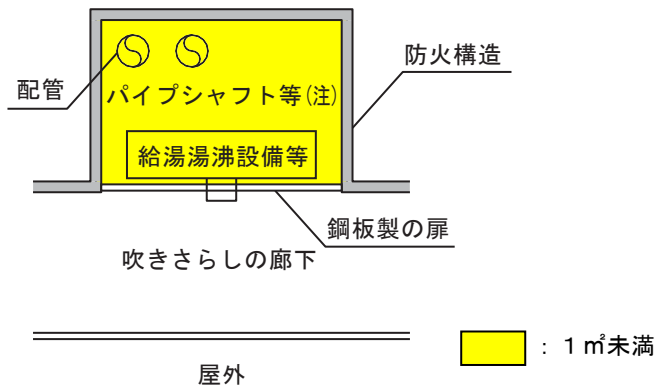 配管
防火構造
パイプシャフト等(注)
給湯湯沸設備等
鋼板製の扉
吹きさらしの廊下
：１㎡未満
屋外